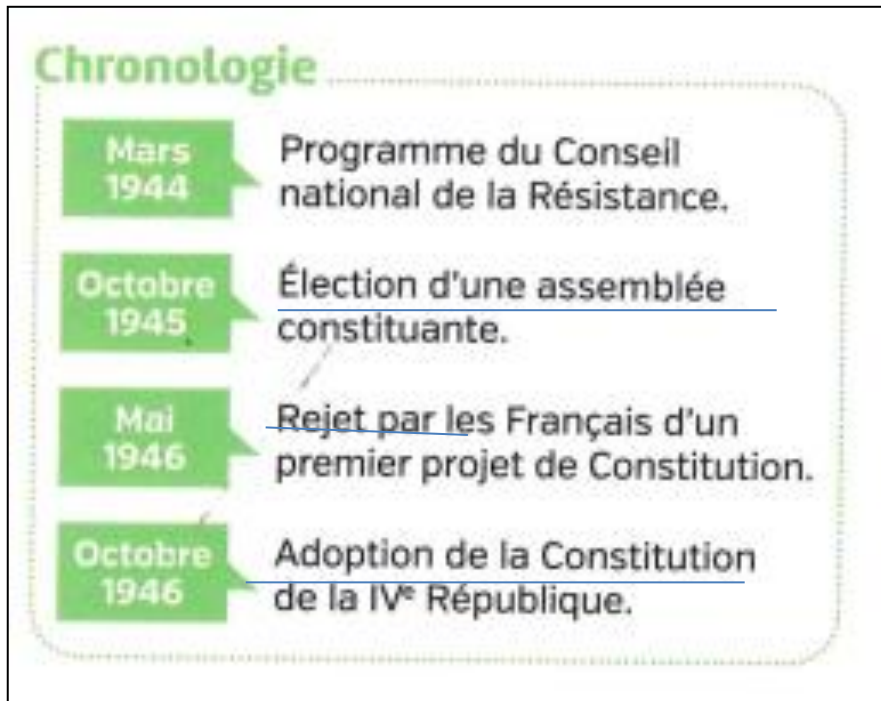 Chronologie
Mars
1944
Programme du Conseil
national de la Résistance.
Octobre
1945
Élection d'une assemblée
constituante.
Mai
1946
Rejet par les Français d'un
premier projet de Constitution.
Octobre
1946
Adoption de la Constitution
de la IVe République.